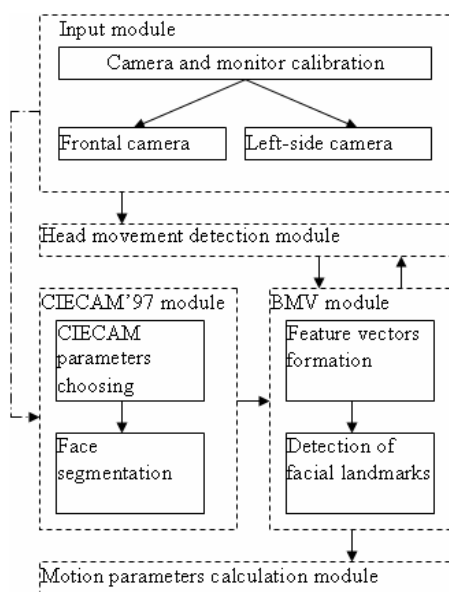 Input module
Camera and monitor calibration
Frontal camera
Left-side camera
Head movement detection module
CIECAM’97 module
CIECAM
parameters
choosing
Face
segmentation
BMV module
Feature vectors
formation
Detection of
facial landmarks
Motion parameters calculation module